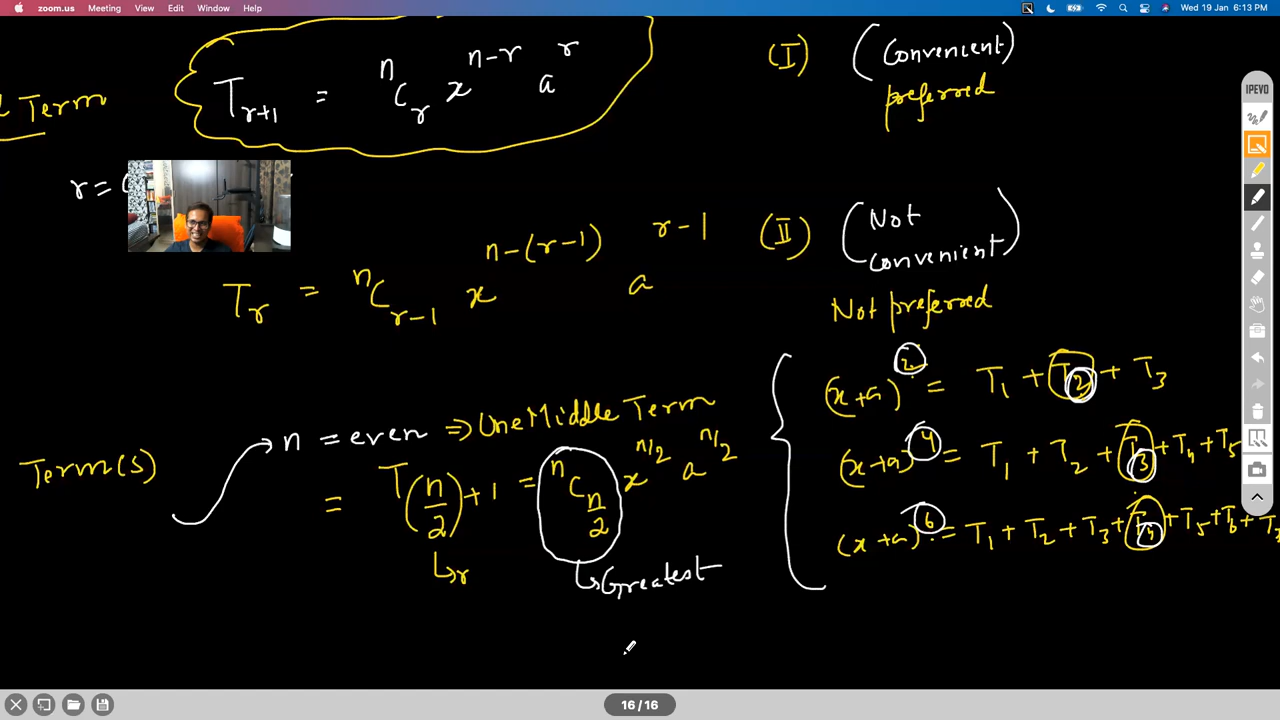 zoom.us Meeting View Edit Window Help Wed 19 Jan 6:13 PM
IPEVO
Term T_{r+1} = ^nC_r x^{n-r} a^r (I) (Convenient)
preferred
r =
T_r = ^nC_{r-1} x^{n-(r-1)} a^{r-1} (II) (Not convenient)
Not preferred
Term(s) n = even ⇒ One Middle Term
= T_{(n/2)+1} = ^nC_{n/2} x^{n/2} a^{n/2}
↳ r
↳ Greatest
(x+a)^2 = T_1 + T_2 + T_3
(x+a)^4 = T_1 + T_2 + T_3 + T_4 + T_5
(x+a)^6 = T_1 + T_2 + T_3 + T_4 + T_5 + T_6 + T
16 / 16